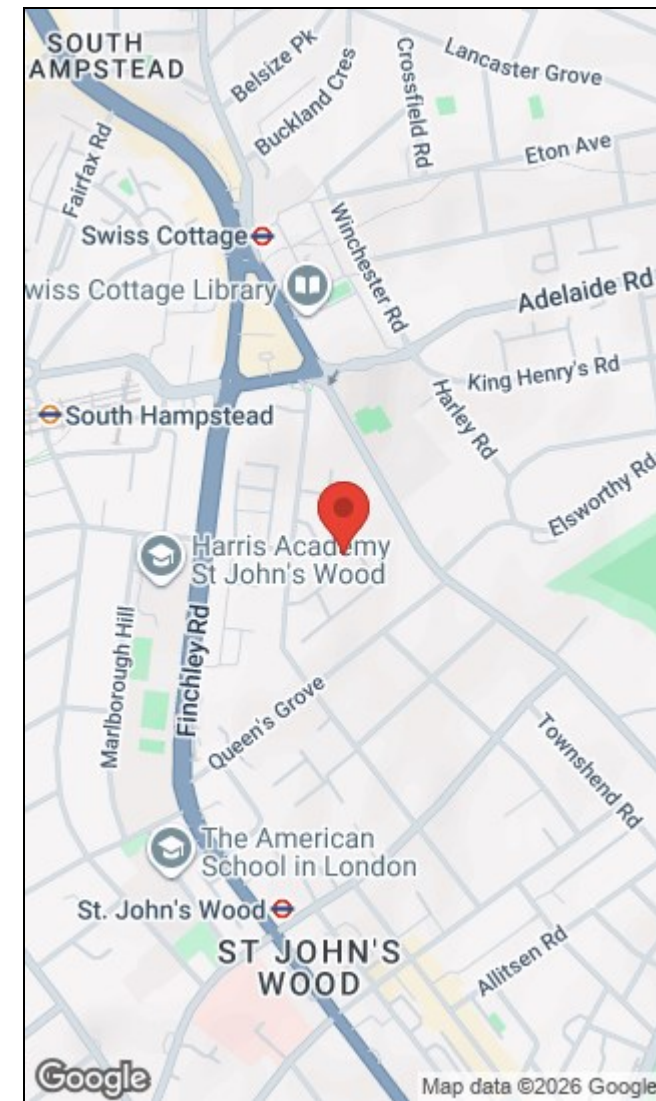 SOUTH
AMPSTEAD
Belsize Pk
Buckland Cres
Crossfield Rd
Lancaster Grove
Eton Ave
Fairfax Rd
Swiss Cottage
wiss Cottage Library
Winchester Rd
Adelaide Rd
King Henry's Rd
South Hampstead
Harley Rd
Elsworthy Rd
Harris Academy
St John's Wood
Marlborough Hill
Finchley Rd
Queen's Grove
Townshend Rd
The American
School in London
St. John's Wood
ST JOHN'S
WOOD
Allitsen Rd
Google
Map data ©2026 Google